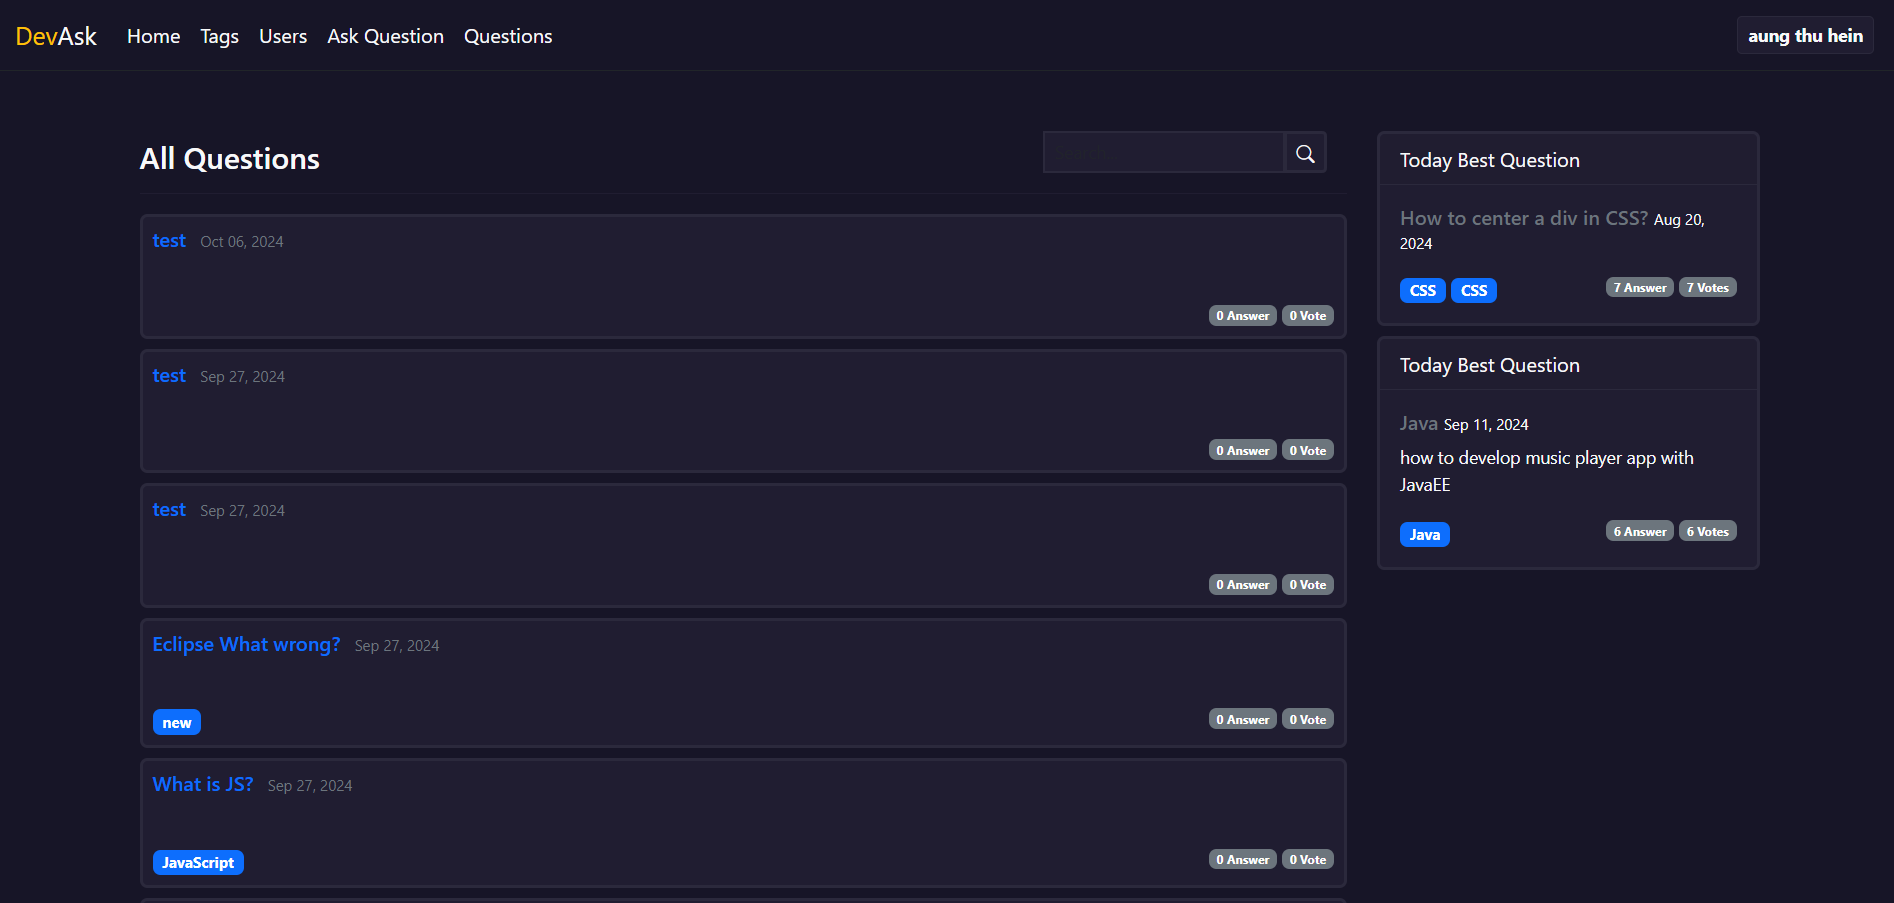 DevAsk Home Tags Users Ask Question Questions aung thu hein
All Questions
test Oct 06, 2024
0 Answer 0 Vote
test Sep 27, 2024
0 Answer 0 Vote
test Sep 27, 2024
0 Answer 0 Vote
Eclipse What wrong? Sep 27, 2024
new 0 Answer 0 Vote
What is JS? Sep 27, 2024
JavaScript 0 Answer 0 Vote
Today Best Question
How to center a div in CSS? Aug 20,
2024
CSS CSS 7 Answer 7 Votes
Today Best Question
Java Sep 11, 2024
how to develop music player app with
JavaEE
Java 6 Answer 6 Votes